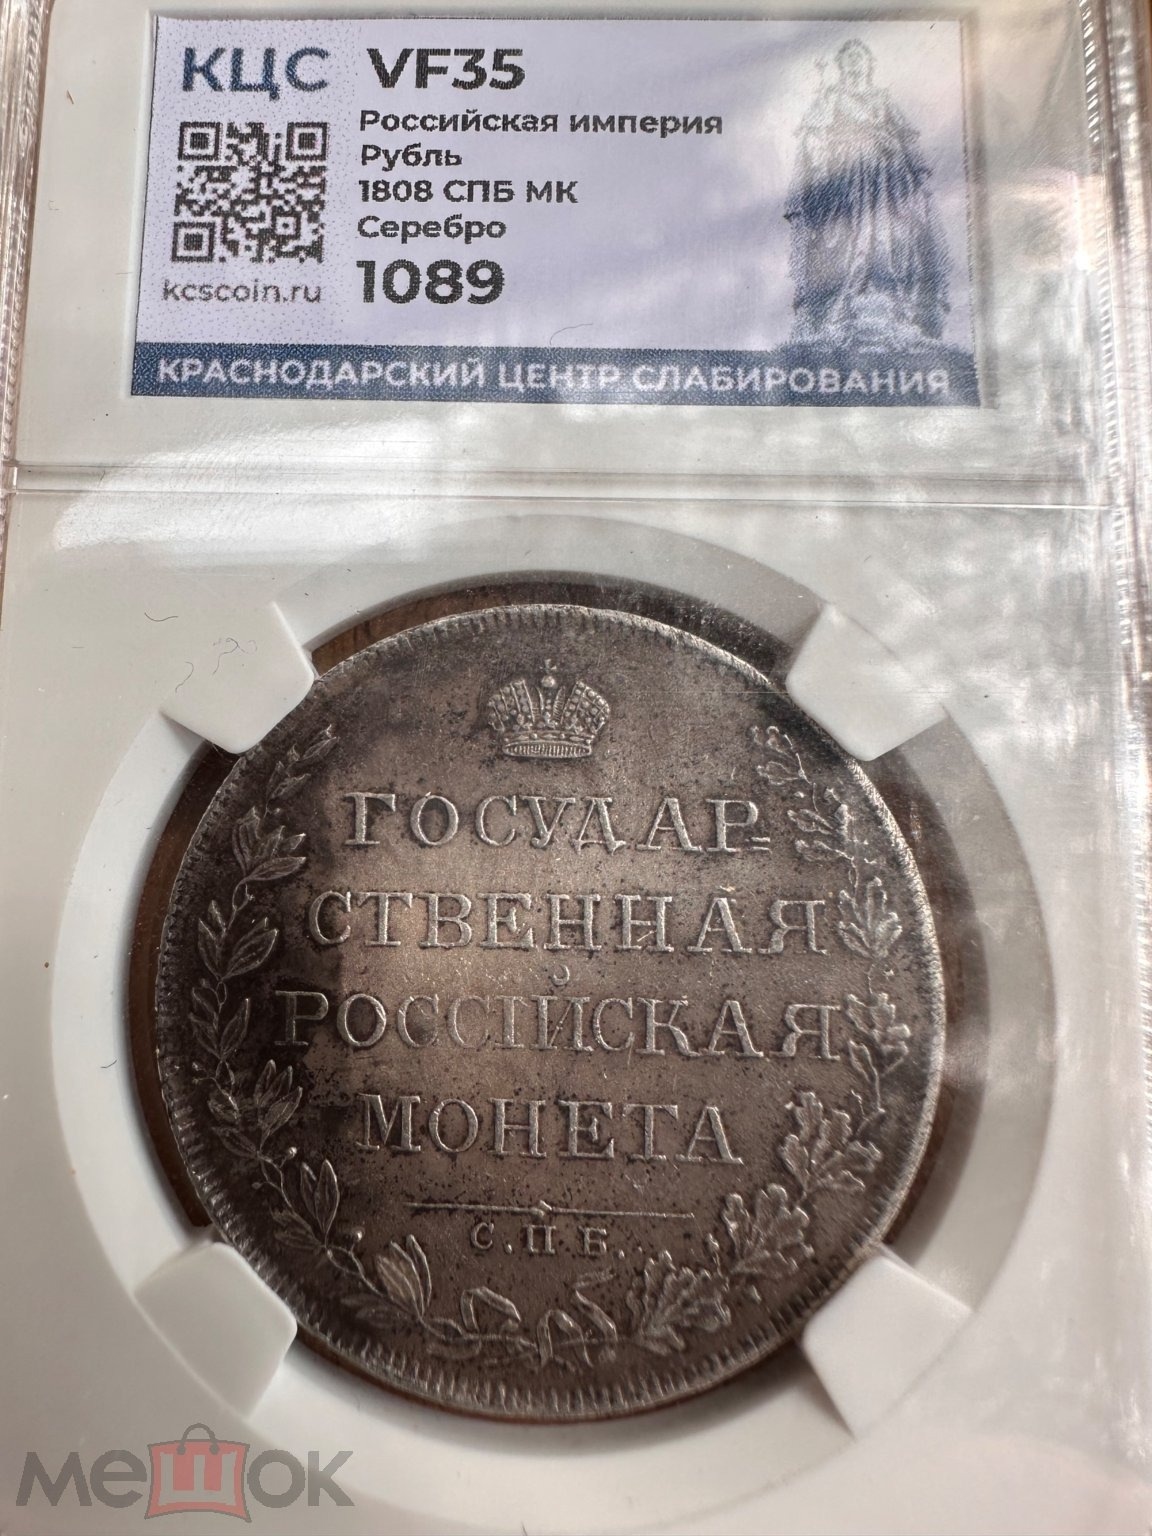 КЦС VF35
Российская империя
Рубль
1808 СПБ МК
Серебро
kcscoin.ru 1089
КРАСНОДАРСКИЙ ЦЕНТР СЛАБИРОВАНИЯ
ГОСУДАР=
СТВЕННАЯ
РОССІЙСКАЯ
МОНЕТА
С.П.Б.
мешок